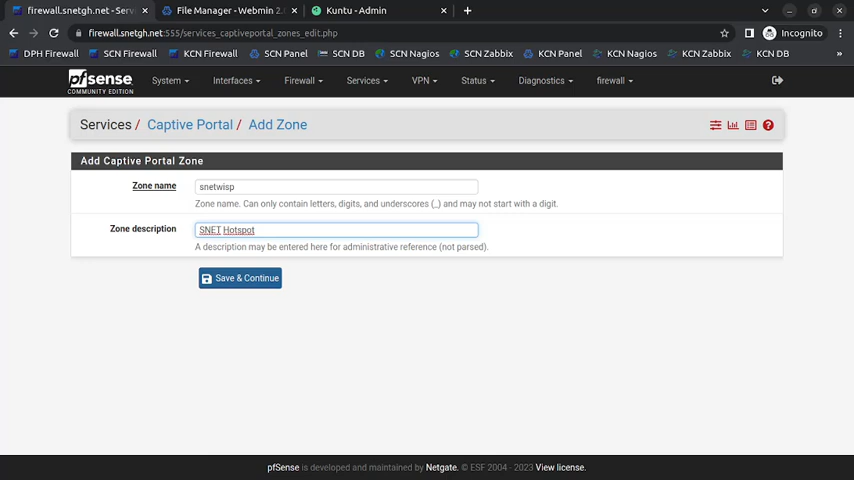 firewall.snetgh.net - Serv
File Manager - Webmin 2.
Kuntu - Admin
firewall.snetgh.net:555/services_captiveportal_zones_edit.php
Incognito
DPH Firewall
SCN Firewall
KCN Firewall
SCN Panel
SCN DB
SCN Nagios
SCN Zabbix
KCN Panel
KCN Nagios
KCN Zabbix
KCN DB
»
pfsense
COMMUNITY EDITION
System
Interfaces
Firewall
Services
VPN
Status
Diagnostics
firewall
Services / Captive Portal / Add Zone
Add Captive Portal Zone
Zone name
snetwisp
Zone name. Can only contain letters, digits, and underscores (_) and may not start with a digit.
Zone description
SNET Hotspot
A description may be entered here for administrative reference (not parsed).
Save & Continue
pfSense is developed and maintained by Netgate. © ESF 2004 - 2023 View license.